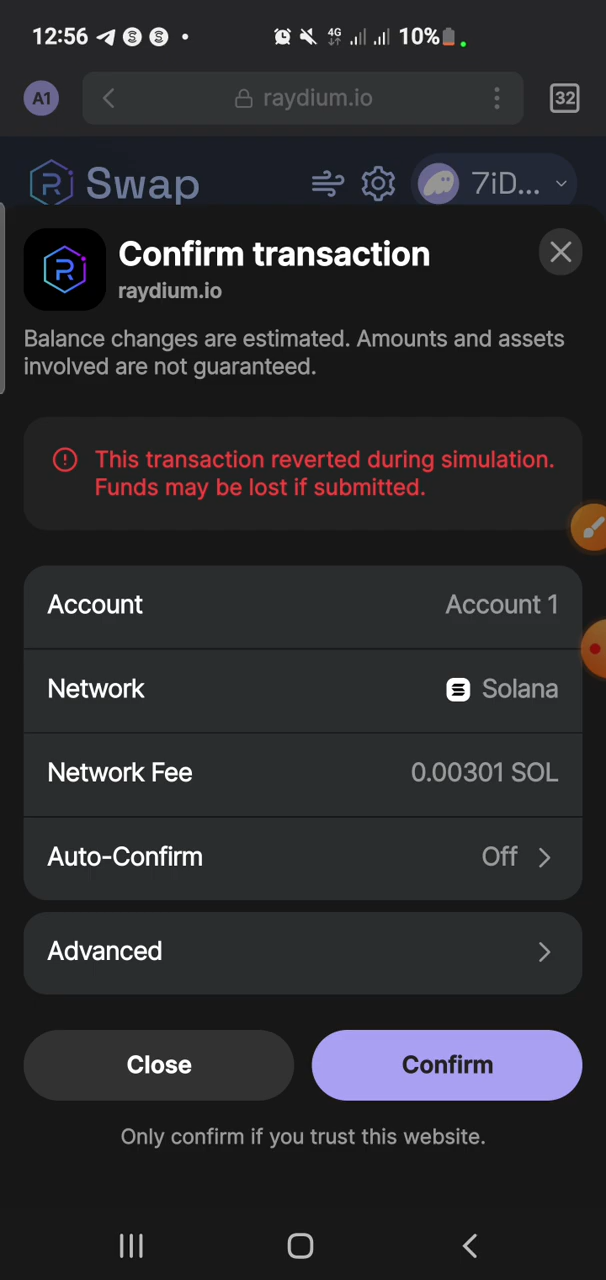 12:56 4G 10%
A1 raydium.io 32
Swap 7iD...
Confirm transaction
raydium.io
Balance changes are estimated. Amounts and assets
involved are not guaranteed.
This transaction reverted during simulation.
Funds may be lost if submitted.
Account Account 1
Network Solana
Network Fee 0.00301 SOL
Auto-Confirm Off
Advanced
Close Confirm
Only confirm if you trust this website.